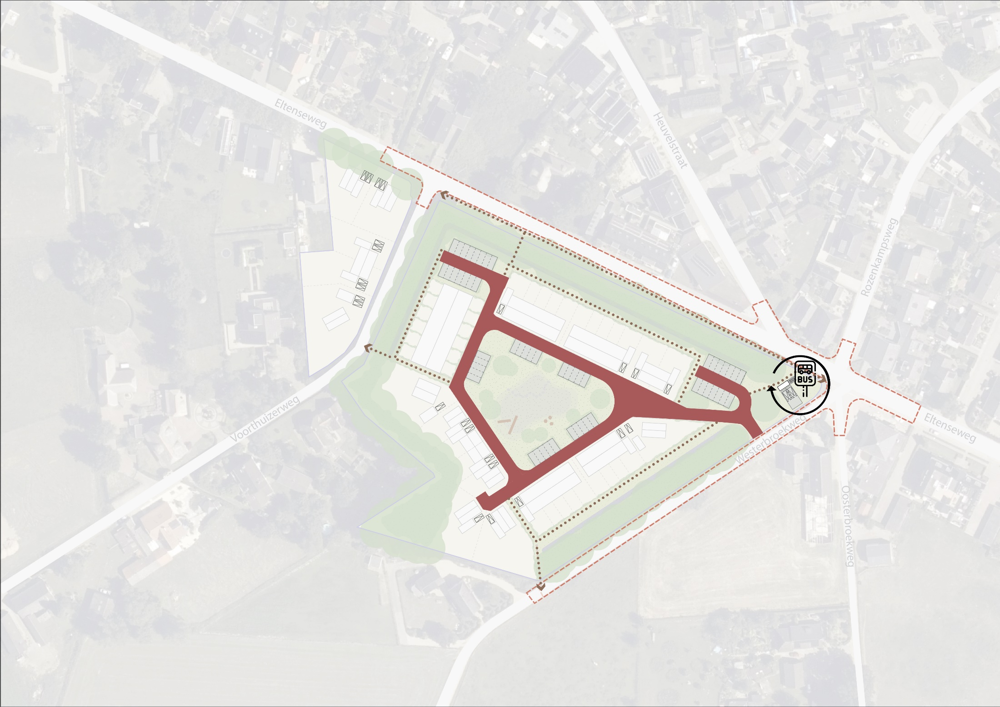 Eltenseweg
Heuvelstraat
Rozenkampsweg
BUS
Voorthuizerweg
Westerbroekweg
Eltenseweg
Oosterbroekweg